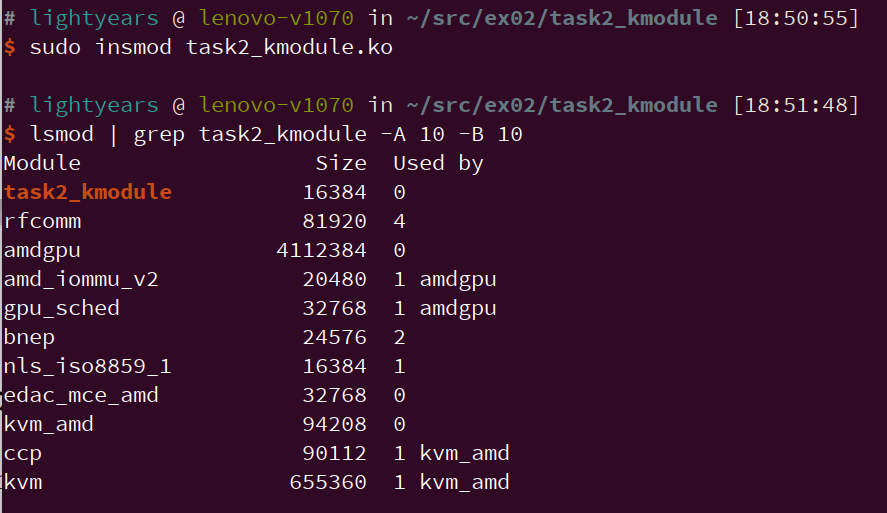 # lightyears @ lenovo-v1070 in ~/src/ex02/task2_kmodule [18:50:55]
$ sudo insmod task2_kmodule.ko
# lightyears @ lenovo-v1070 in ~/src/ex02/task2_kmodule [18:51:48]
$ lsmod | grep task2_kmodule -A 10 -B 10
Module                  Size  Used by
task2_kmodule          16384  0
rfcomm                 81920  4
amdgpu               4112384  0
amd_iommu_v2           20480  1 amdgpu
gpu_sched              32768  1 amdgpu
bnep                   24576  2
nls_iso8859_1          16384  1
edac_mce_amd           32768  0
kvm_amd                94208  0
ccp                    90112  1 kvm_amd
kvm                   655360  1 kvm_amd